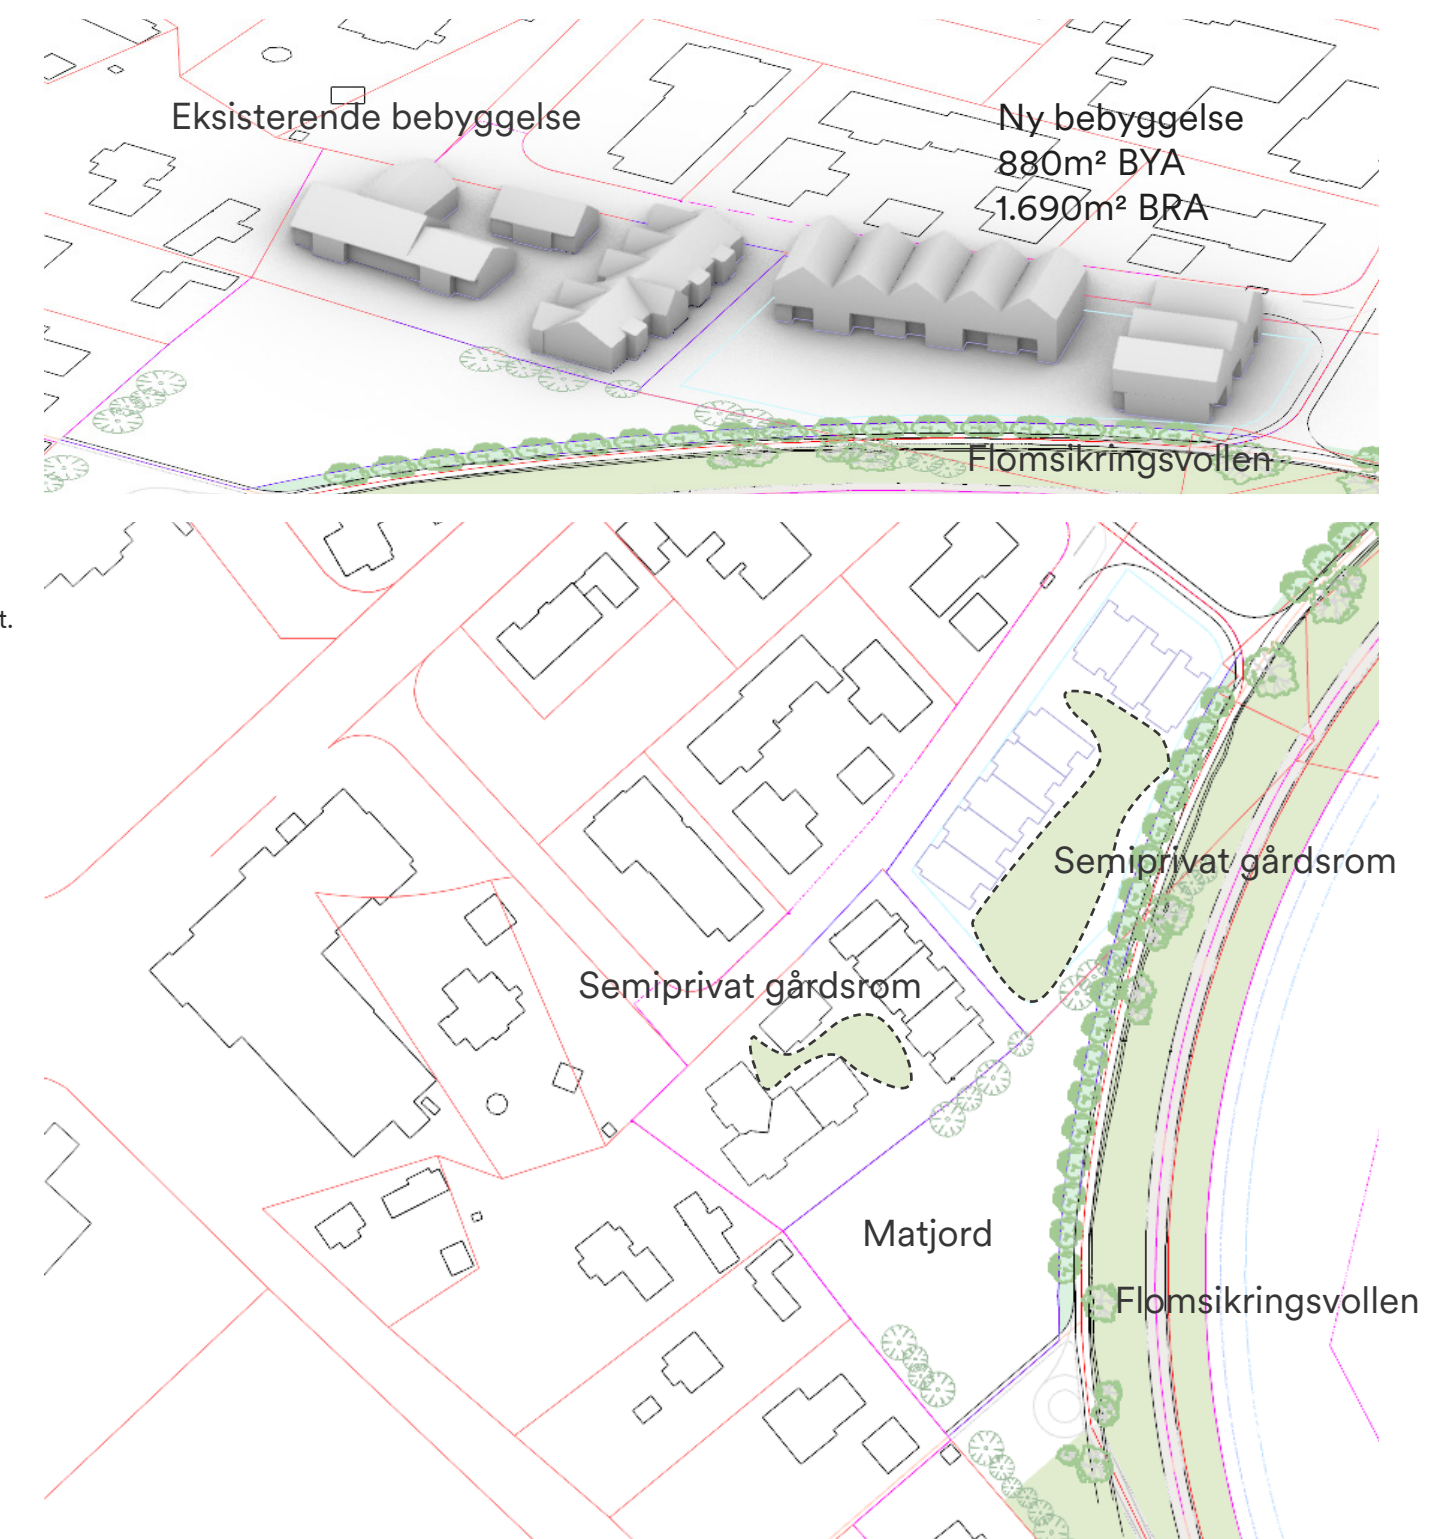 Eksisterende bebyggelse
Ny bebyggelse
880m² BYA
1.690m² BRA
Flomsikringsvollen
t.
Semiprivat gårdsrom
Semiprivat gårdsrom
Matjord
Flomsikringsvollen